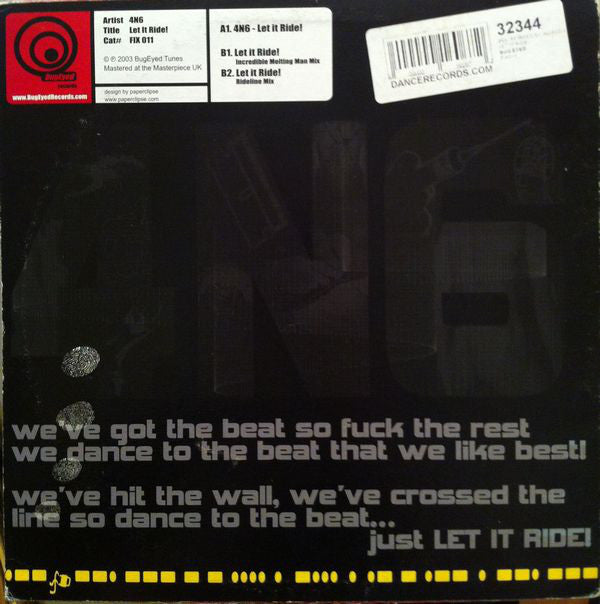 BugEyed
records
www.BugEyedRecords.com
Artist 4N6
Title Let it Ride!
Cat# FIX 011
© ℗ 2003 BugEyed Tunes
Mastered at the Masterpiece UK
design by paperclipse
www.paperclipse.com
A1. 4N6 - Let it Ride!
B1. Let it Ride!
Incredible Melting Man Mix
B2. Let it Ride!
Rideline Mix
32344
DANCERECORDS.COM
4N6
we've got the beat so fuck the rest
we dance to the beat that we like best!
we've hit the wall, we've crossed the
line so dance to the beat...
just LET IT RIDE!